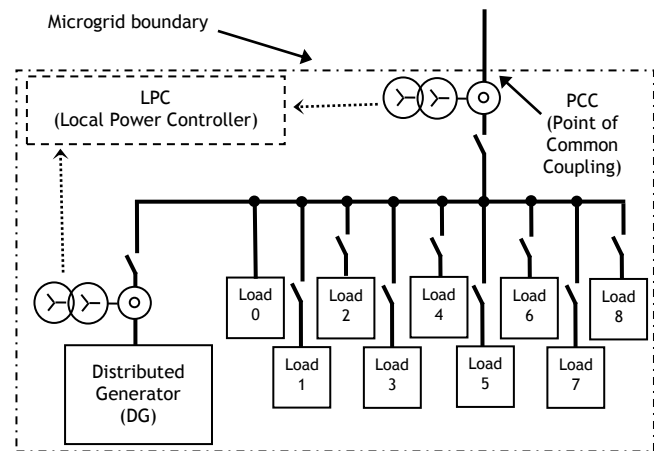 Microgrid boundary
LPC
(Local Power Controller)
PCC
(Point of
Common
Coupling)
Load
0
Load
2
Load
4
Load
6
Load
8
Load
1
Load
3
Load
5
Load
7
Distributed
Generator
(DG)